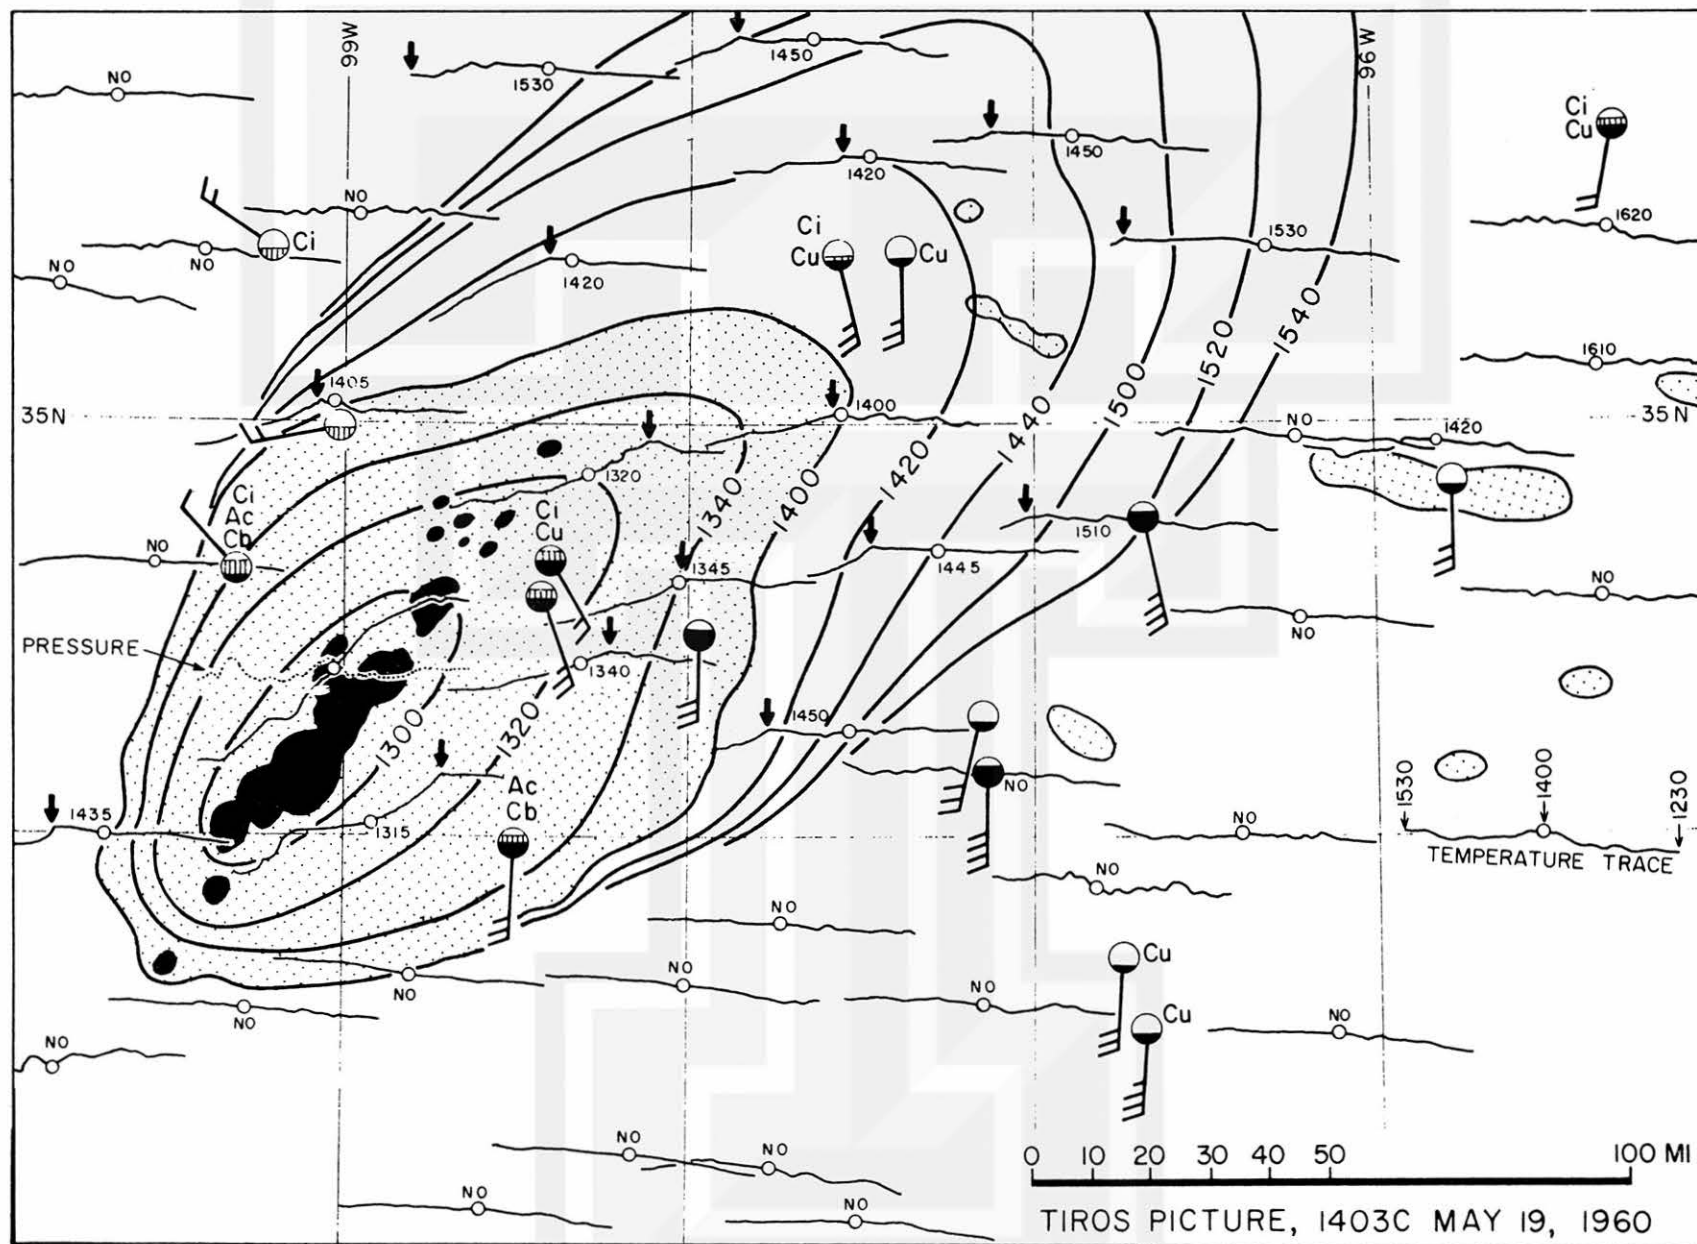 99W
96 W
NO
1530
1450
Ci
Cu
1450
1420
NO
1620
Ci
NO
Ci
Cu
Cu
1530
NO
1420
1540
1520
1610
1405
1500
35N
1400
35N
1440
NO
1420
1420
1320
1340
1400
Ci
Ac
Cb
Ci
Cu
NO
1510
1445
1345
NO
NO
PRESSURE
1340
1320
1300
1450
NO
Ac
Cb
1530
1400
1230
1435
1315
NO
TEMPERATURE TRACE
NO
NO
NO
Cu
NO
NO
NO
Cu
NO
NO
NO
NO
NO
NO
0 10 20 30 40 50 100 MI
TIROS PICTURE, 1403C MAY 19, 1960